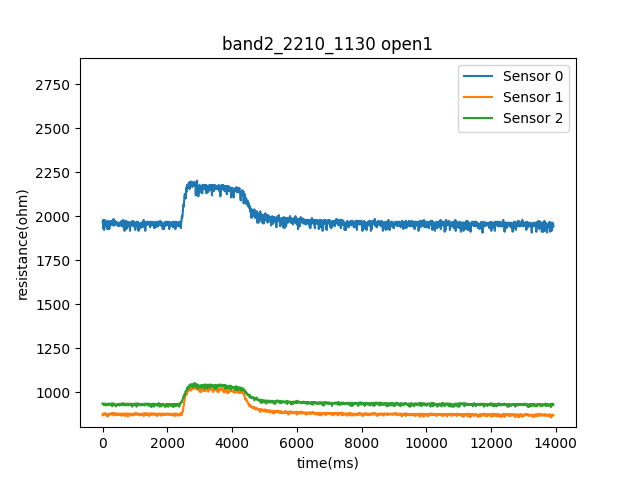 band2_2210_1130 open1
Sensor 0
Sensor 1
Sensor 2
resistance(ohm)
2750
2500
2250
2000
1750
1500
1250
1000
0 2000 4000 6000 8000 10000 12000 14000
time(ms)